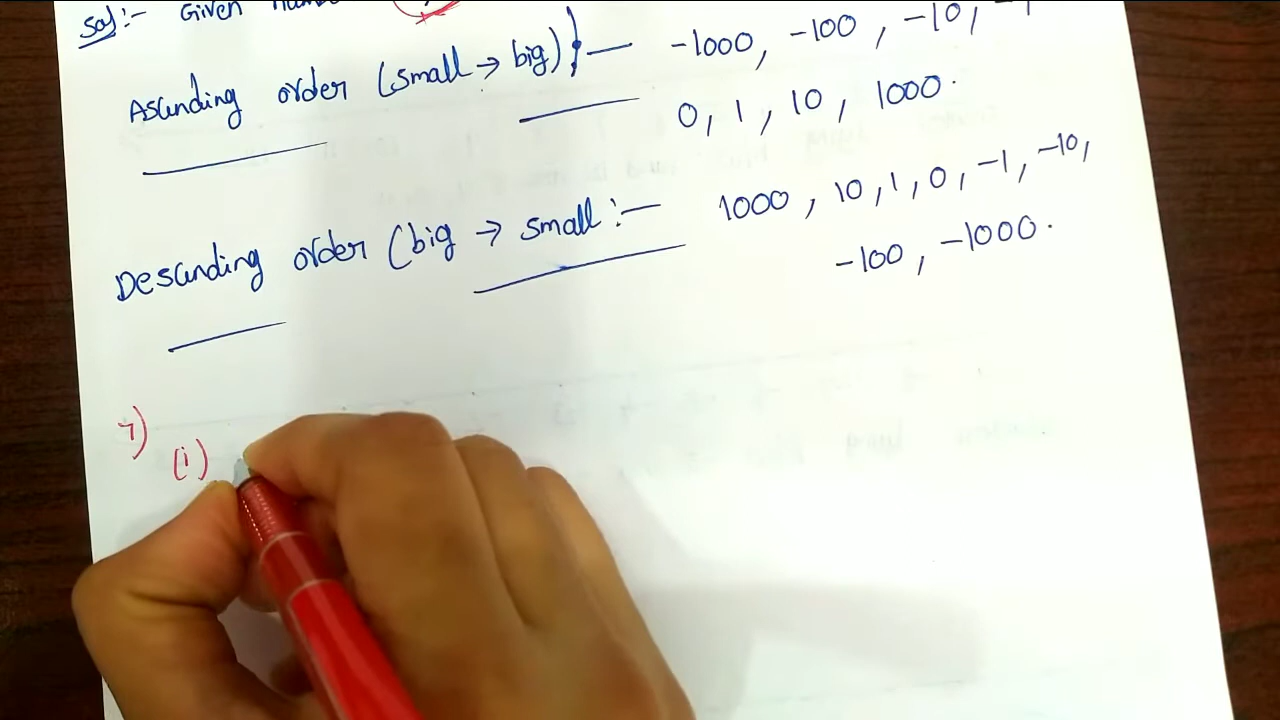 Sol:- Given
Ascending order (small → big) }— -1000, -100, -10, -1
0, 1, 10, 1000.
Descending order (big → small :— 1000, 10, 1, 0, -1, -10,
-100, -1000.
7)
(i)